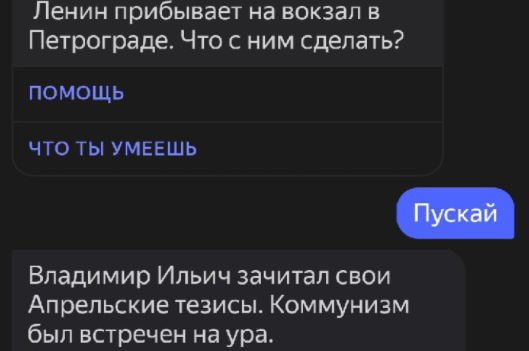 Ленин прибывает на вокзал в
Петрограде. Что с ним сделать?
ПОМОЩЬ
ЧТО ТЫ УМЕЕШЬ
Пускай
Владимир Ильич зачитал свои
Апрельские тезисы. Коммунизм
был встречен на ура.